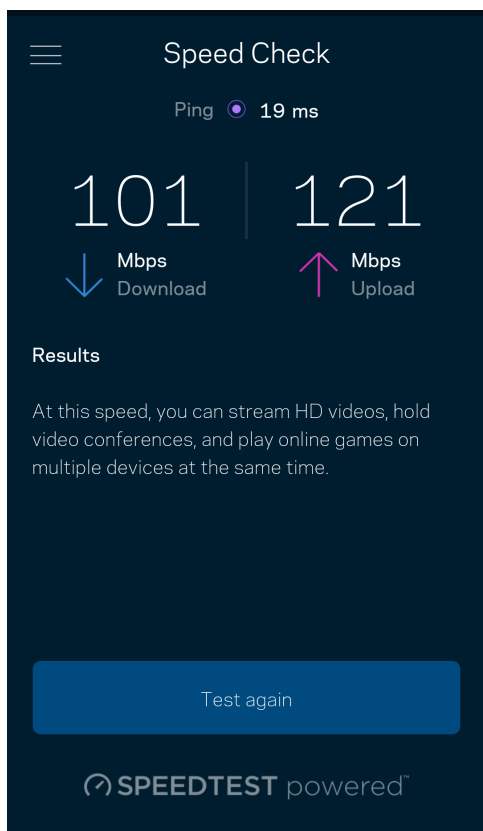 Speed Check
Ping 19 ms
101 121
Mbps Mbps
Download Upload
Results
At this speed, you can stream HD videos, hold
video conferences, and play online games on
multiple devices at the same time.
Test again
SPEEDTEST powered™